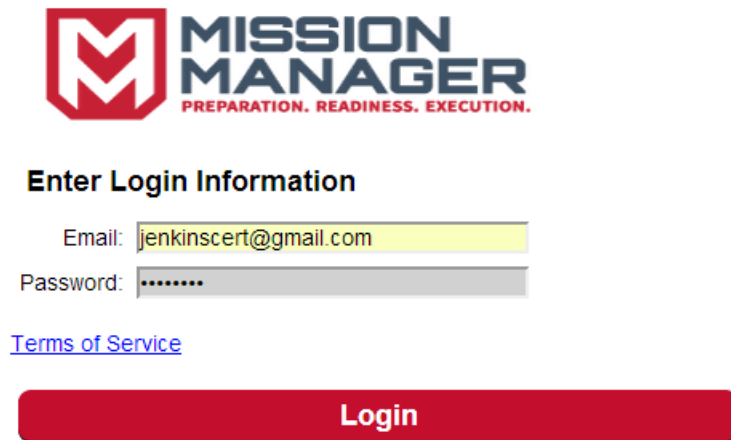 MISSION
MANAGER
PREPARATION. READINESS. EXECUTION.
Enter Login Information
Email: jenkinscert@gmail.com
Password: ••••••••
Terms of Service
Login